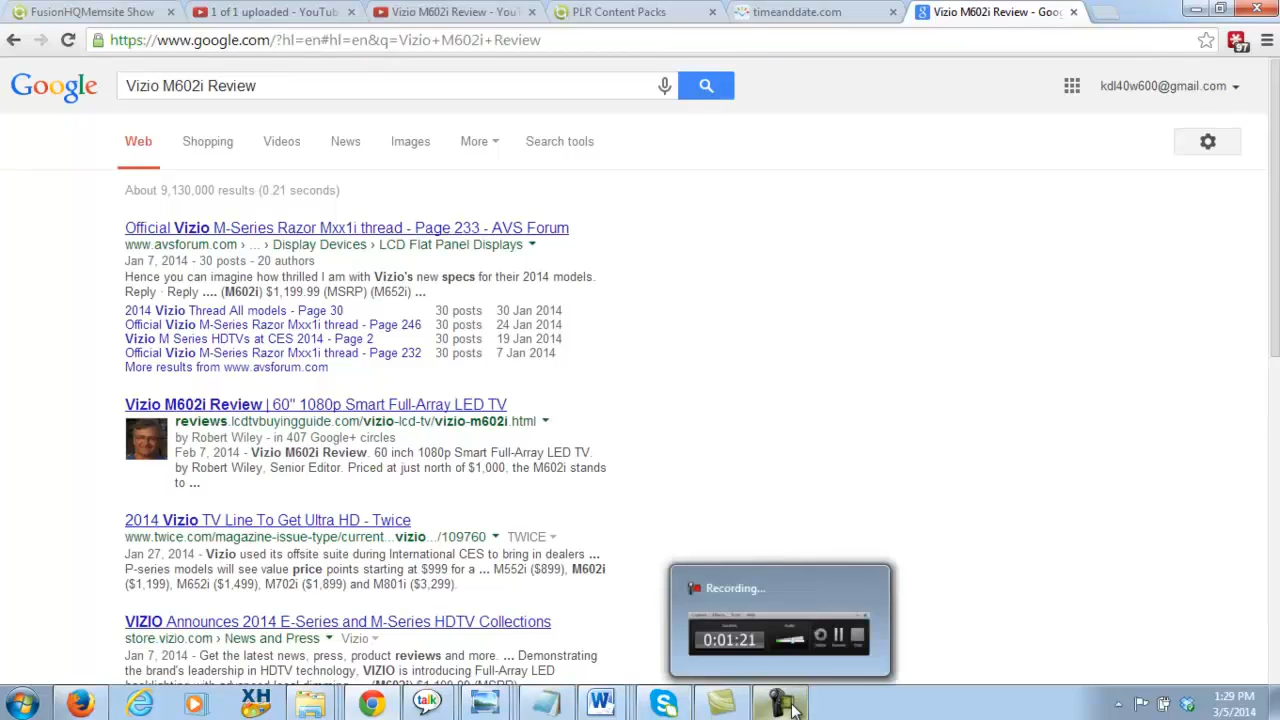 FusionHQMemsite Show
1 of 1 uploaded - YouTube
Vizio M602i Review - YouT
PLR Content Packs
timeanddate.com
Vizio M602i Review - Goo
https://www.google.com/?hl=en#hl=en&q=Vizio+M602i+Review
97
Google
Vizio M602i Review
kdl40w600@gmail.com
Web
Shopping
Videos
News
Images
More
Search tools
About 9,130,000 results (0.21 seconds)
Official Vizio M-Series Razor Mxx1i thread - Page 233 - AVS Forum
www.avsforum.com › ... › Display Devices › LCD Flat Panel Displays
Jan 7, 2014 - 30 posts - 20 authors
Hence you can imagine how thrilled I am with Vizio's new specs for their 2014 models.
Reply · Reply .... (M602i) $1,199.99 (MSRP) (M652i) ...
2014 Vizio Thread All models - Page 30 30 posts 30 Jan 2014
Official Vizio M-Series Razor Mxx1i thread - Page 246 30 posts 24 Jan 2014
Vizio M Series HDTVs at CES 2014 - Page 2 30 posts 19 Jan 2014
Official Vizio M-Series Razor Mxx1i thread - Page 232 30 posts 7 Jan 2014
More results from www.avsforum.com
Vizio M602i Review | 60" 1080p Smart Full-Array LED TV
reviews.lcdtvbuyingguide.com/vizio-lcd-tv/vizio-m602i.html
by Robert Wiley - in 407 Google+ circles
Feb 7, 2014 - Vizio M602i Review. 60 inch 1080p Smart Full-Array LED TV.
by Robert Wiley, Senior Editor. Priced at just north of $1,000, the M602i stands
to ...
2014 Vizio TV Line To Get Ultra HD - Twice
www.twice.com/magazine-issue-type/current...vizio.../109760 TWICE
Jan 27, 2014 - Vizio used its offsite suite during International CES to bring in dealers ...
P-series models will see value price points starting at $999 for a ... M552i ($899), M602i
($1,199), M652i ($1,499), M702i ($1,899) and M801i ($3,299).
VIZIO Announces 2014 E-Series and M-Series HDTV Collections
store.vizio.com › News and Press Vizio
Jan 7, 2014 - Get the latest news, press, product reviews and more. ... Demonstrating
the brand's leadership in HDTV technology, VIZIO is introducing Full-Array LED
Recording...
0:01:21
XH
talk
1:29 PM
3/5/2014